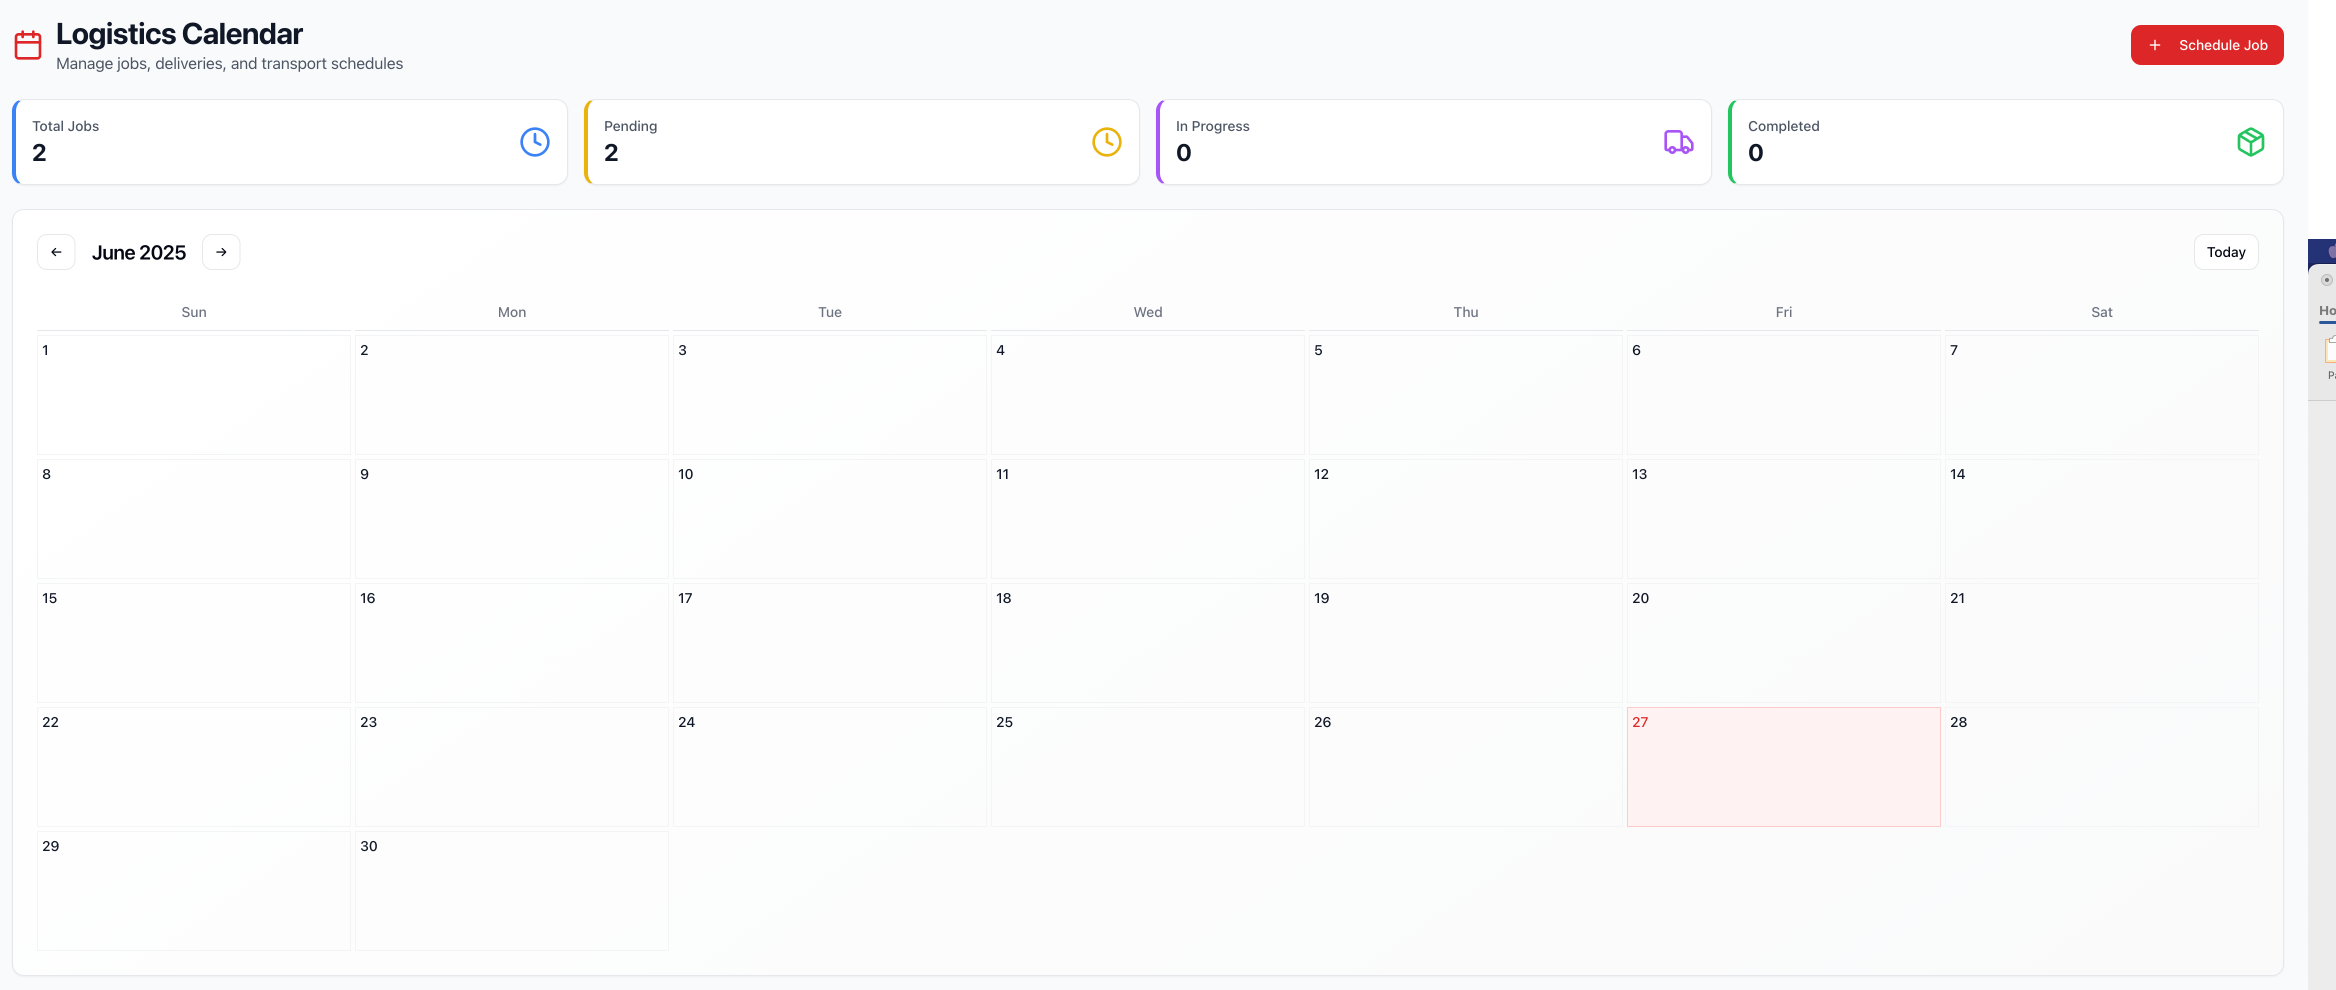 Logistics Calendar
Manage jobs, deliveries, and transport schedules
Schedule Job
Total Jobs
2
Pending
2
In Progress
0
Completed
0
June 2025
Today
Sun Mon Tue Wed Thu Fri Sat
1 2 3 4 5 6 7
8 9 10 11 12 13 14
15 16 17 18 19 20 21
22 23 24 25 26 27 28
29 30